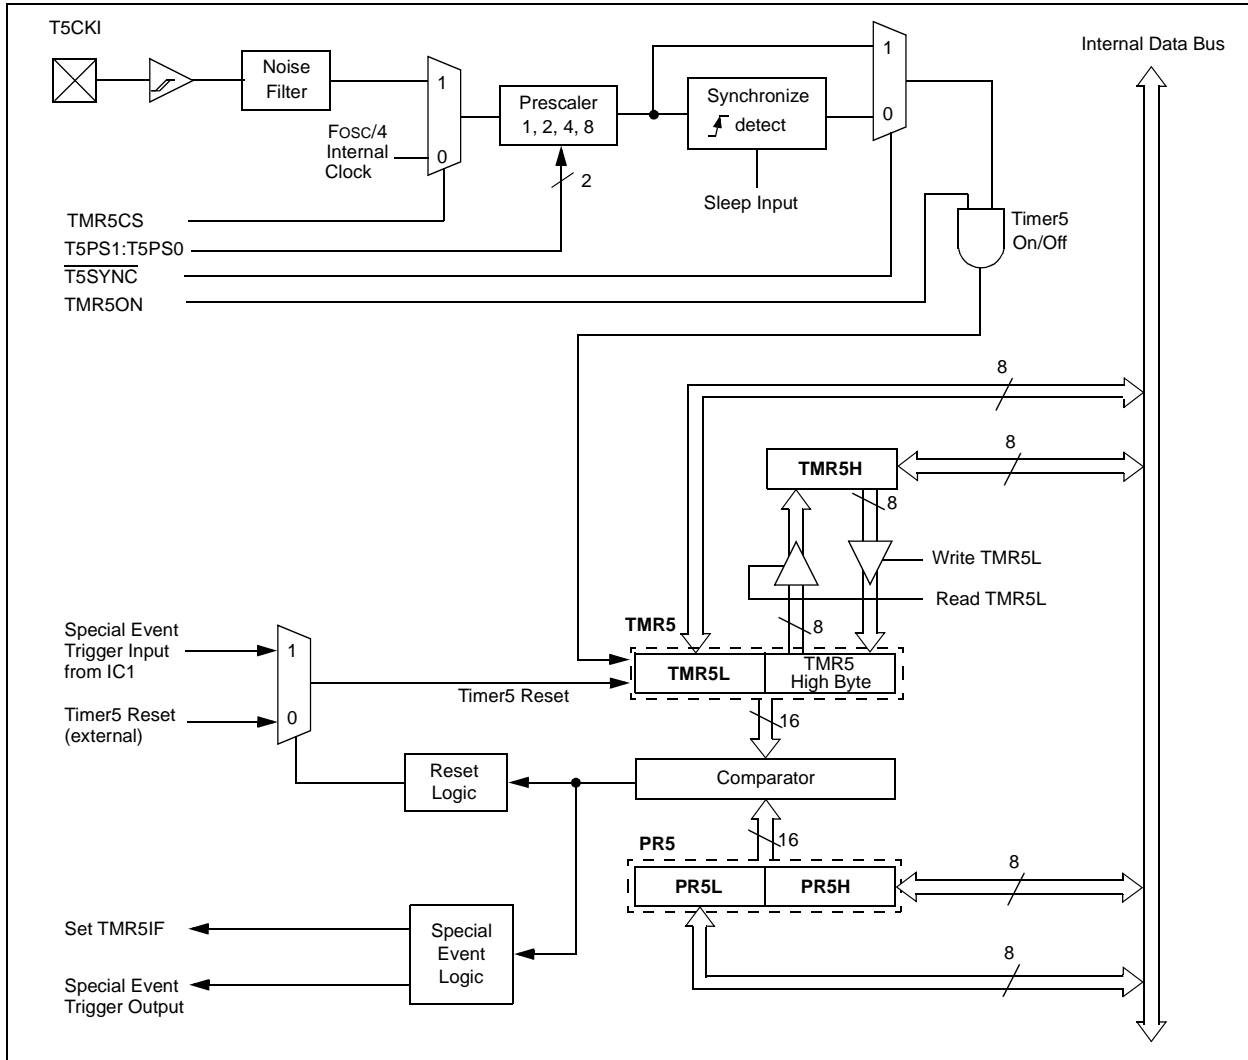 T5CKI
Internal Data Bus
Noise
Filter
1
0
FOSC/4
Internal
Clock
Prescaler
1, 2, 4, 8
2
Synchronize
detect
Sleep Input
1
0
TMR5CS
T5PS1:T5PS0
T5SYNC
TMR5ON
Timer5
On/Off
8
8
TMR5H
8
Write TMR5L
Read TMR5L
8
TMR5
TMR5L
TMR5
High Byte
Special Event
Trigger Input
from IC1
1
0
Timer5 Reset
Timer5 Reset
(external)
16
Reset
Logic
Comparator
16
PR5
PR5L
PR5H
8
Set TMR5IF
Special
Event
Logic
8
Special Event
Trigger Output